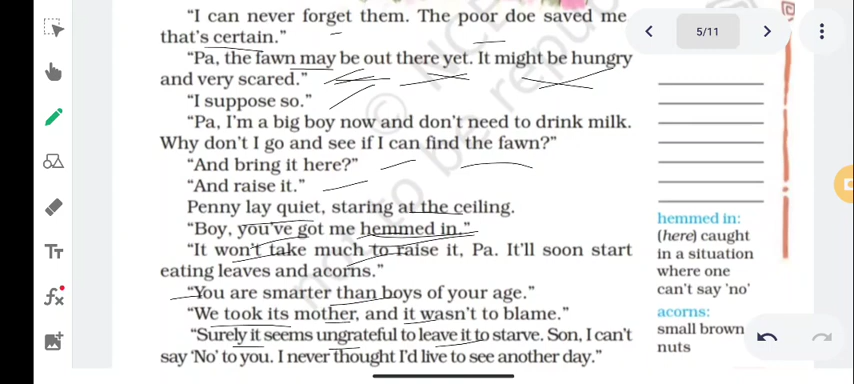 “I can never forget them. The poor doe saved me
that’s certain.”
“Pa, the fawn may be out there yet. It might be hungry
and very scared.”
“I suppose so.”
“Pa, I’m a big boy now and don’t need to drink milk.
Why don’t I go and see if I can find the fawn?”
“And bring it here?”
“And raise it.”
Penny lay quiet, staring at the ceiling.
“Boy, you’ve got me hemmed in.”
“It won’t take much to raise it, Pa. It’ll soon start
eating leaves and acorns.”
“You are smarter than boys of your age.”
“We took its mother, and it wasn’t to blame.”
“Surely it seems ungrateful to leave it to starve. Son, I can’t
say ‘No’ to you. I never thought I’d live to see another day.”
5/11
hemmed in:
(here) caught
in a situation
where one
can’t say ’no’
acorns:
small brown
nuts
Tт
fx
not to be republ
© NCE